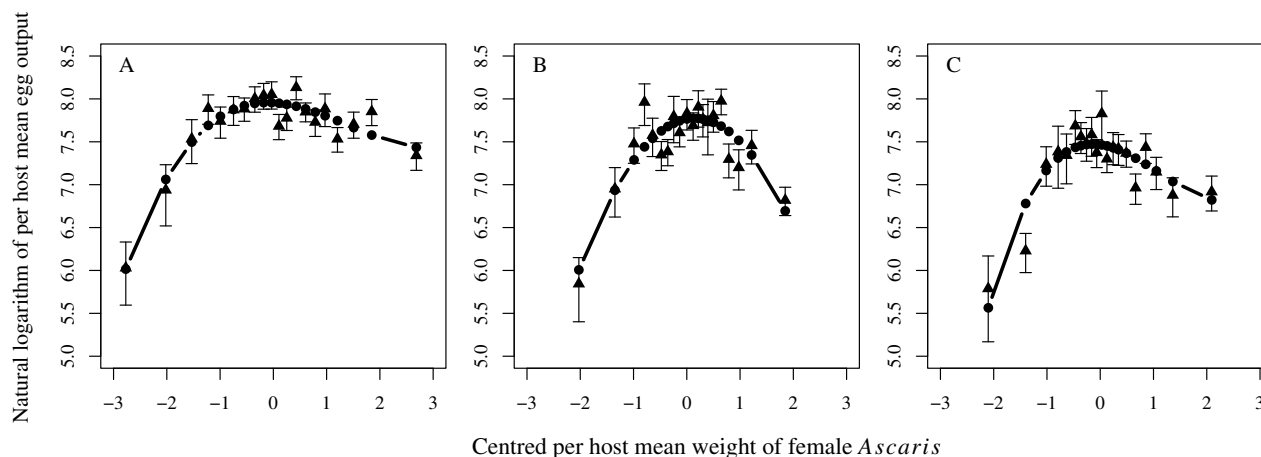 A
B
C
Natural logarithm of per host mean egg output
8.5 8.0 7.5 7.0 6.5 6.0 5.5 5.0
8.5 8.0 7.5 7.0 6.5 6.0 5.5 5.0
8.5 8.0 7.5 7.0 6.5 6.0 5.5 5.0
−3 −2 −1 0 1 2 3
−3 −2 −1 0 1 2 3
−3 −2 −1 0 1 2 3
Centred per host mean weight of female Ascaris